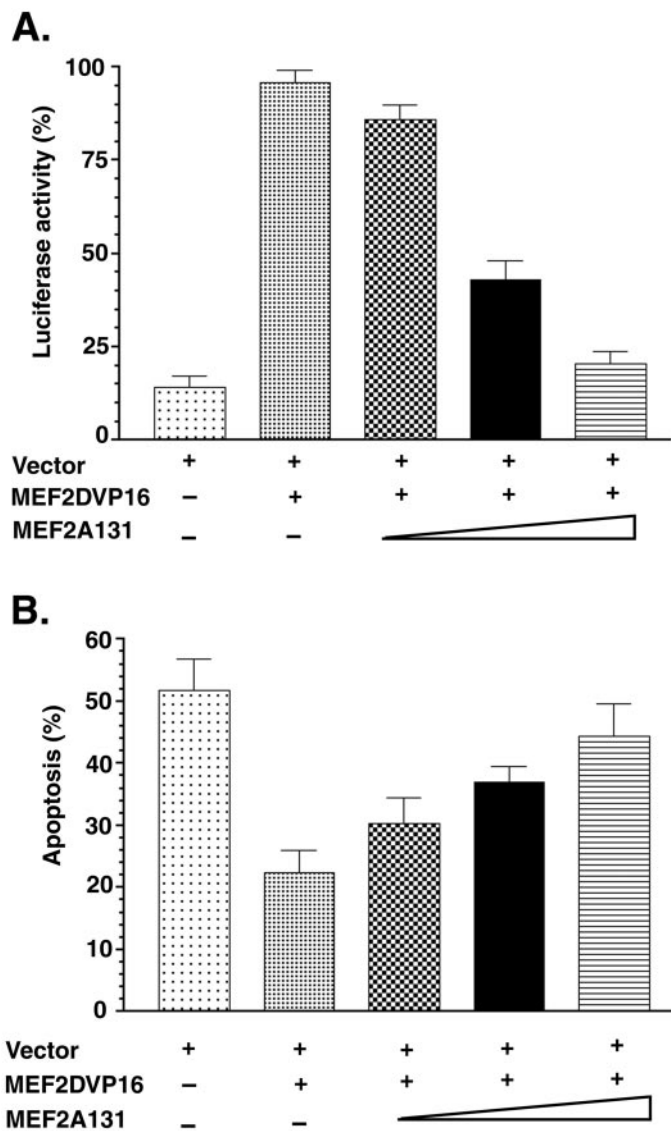 A.
100
75
50
25
0
Luciferase activity (%)
Vector + + + + +
MEF2DVP16 – + + + +
MEF2A131 – –
B.
60
50
40
30
20
10
0
Apoptosis (%)
Vector + + + + +
MEF2DVP16 – + + + +
MEF2A131 – –